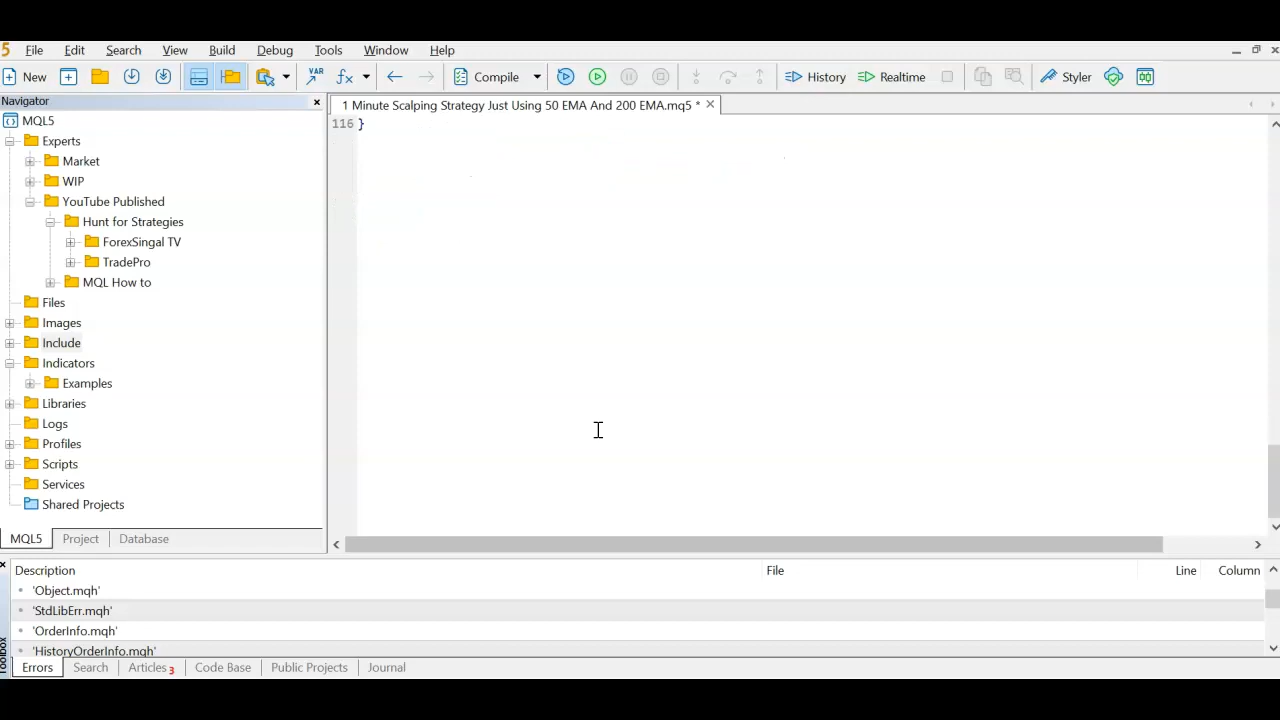 5 File Edit Search View Build Debug Tools Window Help
New VAR Compile History Realtime Styler
Navigator
1 Minute Scalping Strategy Just Using 50 EMA And 200 EMA.mq5 *
116 }
MQL5
Experts
Market
WIP
YouTube Published
Hunt for Strategies
ForexSingal TV
TradePro
MQL How to
Files
Images
Include
Indicators
Examples
Libraries
Logs
Profiles
Scripts
Services
Shared Projects
MQL5 Project Database
Description File Line Column
'Object.mqh'
'StdLibErr.mqh'
'OrderInfo.mqh'
'HistoryOrderInfo.mqh'
Toolbox
Errors Search Articles 3 Code Base Public Projects Journal